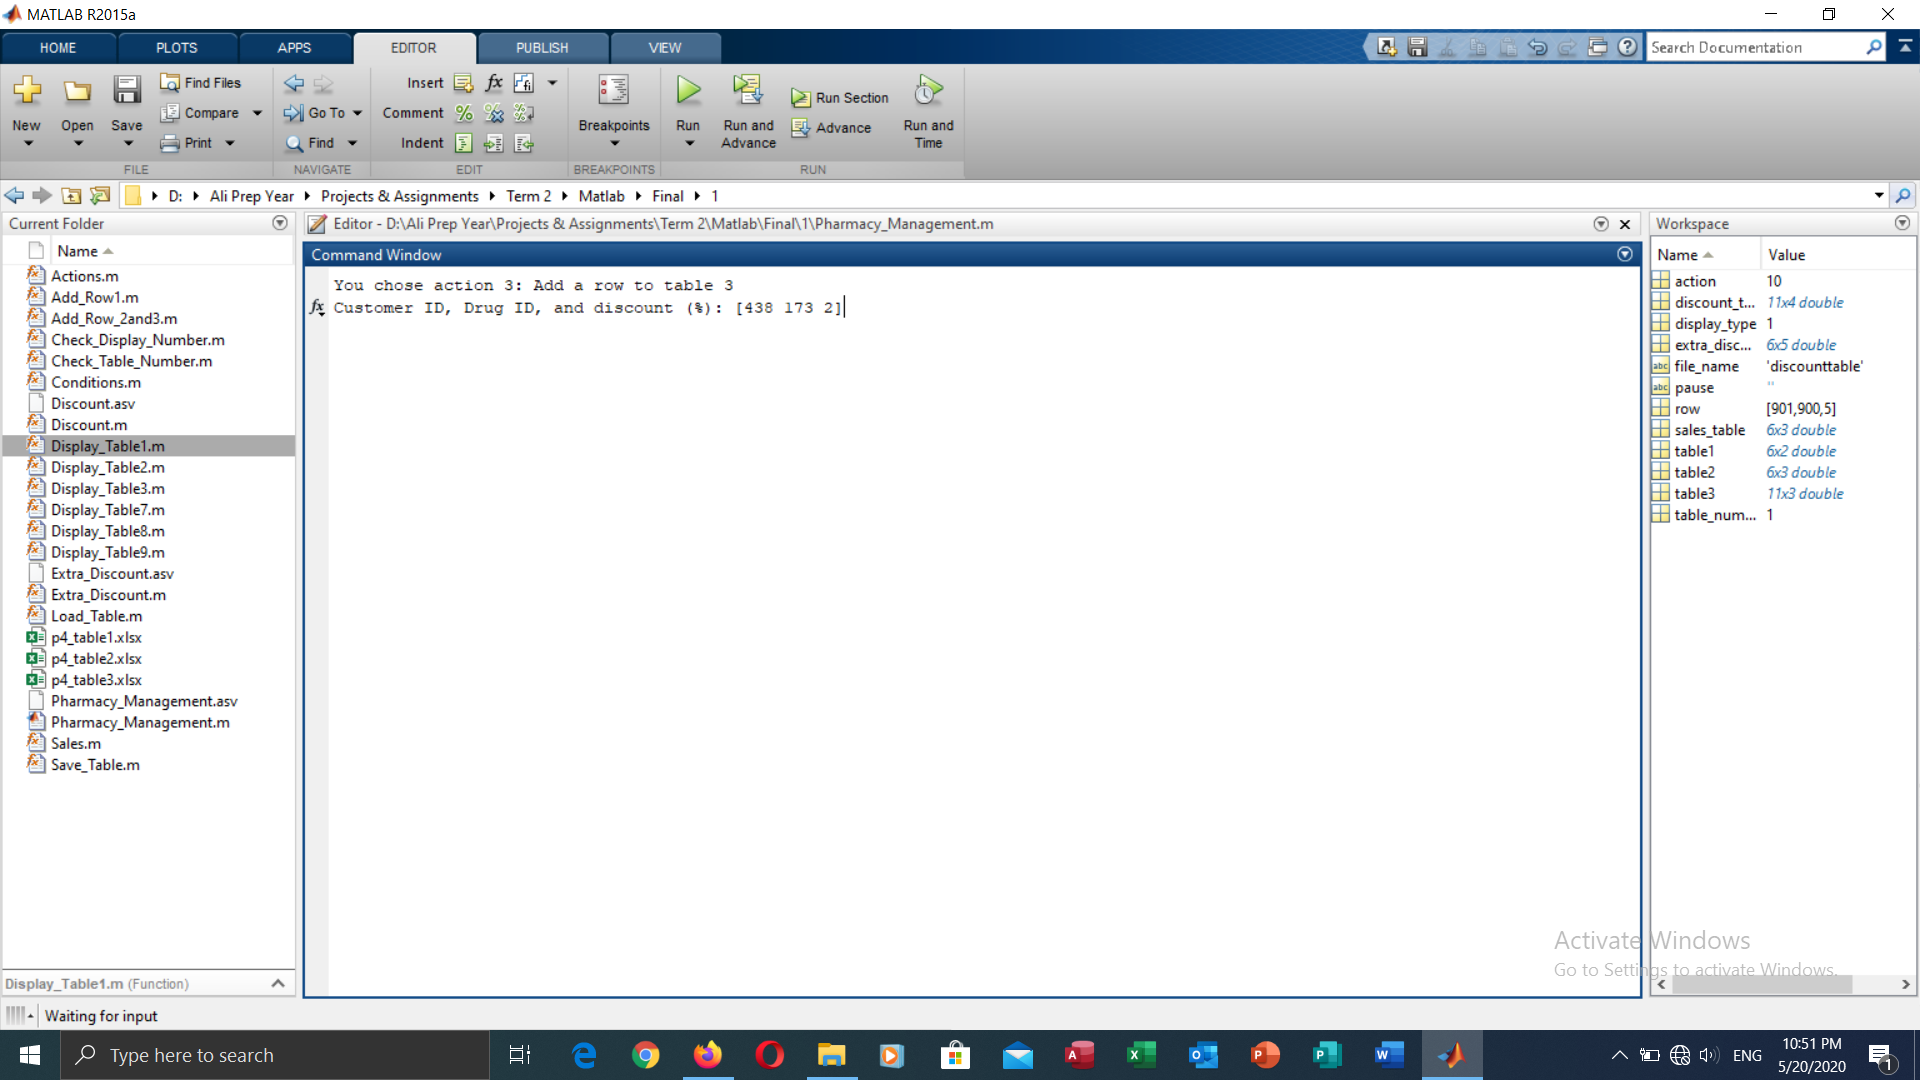 MATLAB R2015a
HOME PLOTS APPS EDITOR PUBLISH VIEW
Search Documentation
New Open Save
Find Files
Compare
Print
FILE
Go To
Find
NAVIGATE
Insert fx fi
Comment
Indent
EDIT
Breakpoints
BREAKPOINTS
Run
Run and Advance
Run Section
Advance
Run and Time
RUN
D: Ali Prep Year Projects & Assignments Term 2 Matlab Final 1
Current Folder
Name
Actions.m
Add_Row1.m
Add_Row_2and3.m
Check_Display_Number.m
Check_Table_Number.m
Conditions.m
Discount.asv
Discount.m
Display_Table1.m
Display_Table2.m
Display_Table3.m
Display_Table7.m
Display_Table8.m
Display_Table9.m
Extra_Discount.asv
Extra_Discount.m
Load_Table.m
p4_table1.xlsx
p4_table2.xlsx
p4_table3.xlsx
Pharmacy_Management.asv
Pharmacy_Management.m
Sales.m
Save_Table.m
Display_Table1.m (Function)
Waiting for input
Editor - D:\Ali Prep Year\Projects & Assignments\Term 2\Matlab\Final\1\Pharmacy_Management.m
Command Window
You chose action 3: Add a row to table 3
fx Customer ID, Drug ID, and discount (%): [438 173 2]
Workspace
Name Value
action 10
discount_t... 11x4 double
display_type 1
extra_disc... 6x5 double
file_name 'discounttable'
pause ''
row [901,900,5]
sales_table 6x3 double
table1 6x2 double
table2 6x3 double
table3 11x3 double
table_num... 1
Activate Windows
Go to Settings to activate Windows.
Type here to search
ENG
10:51 PM
5/20/2020
1